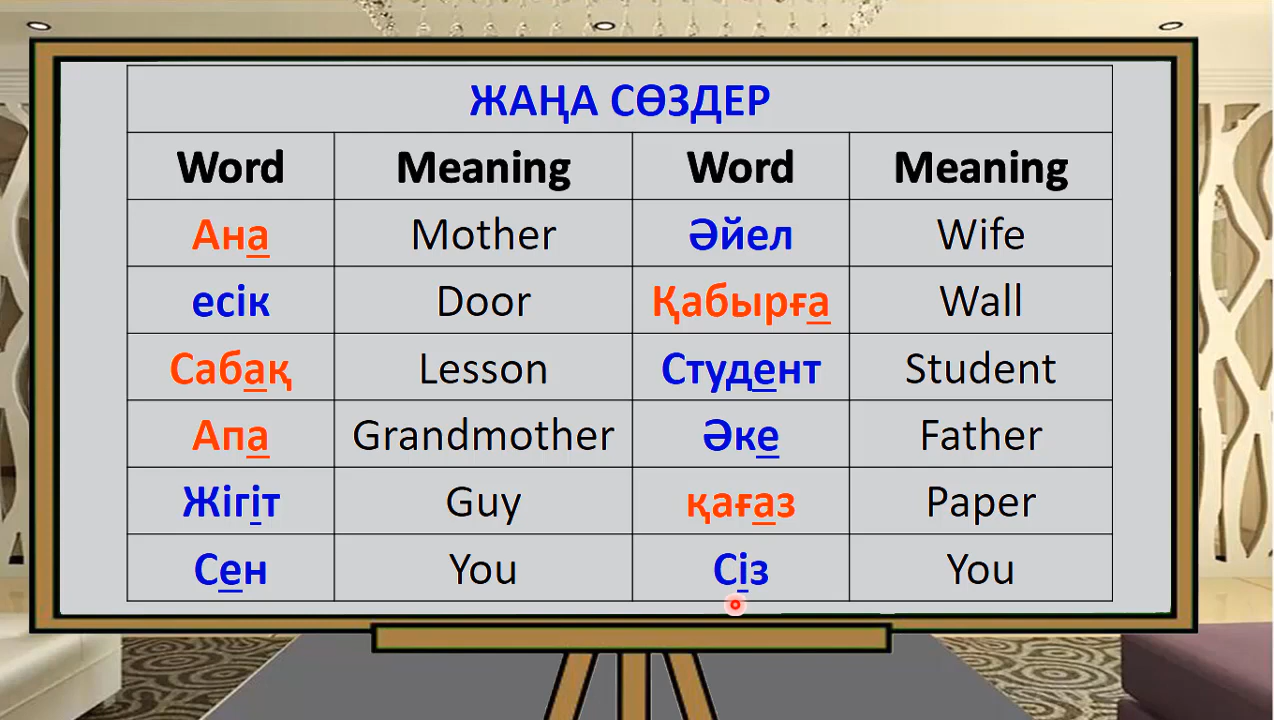 ЖАҢА СӨЗДЕР
Word Meaning Word Meaning
Ана Mother Әйел Wife
есік Door Қабырға Wall
Сабақ Lesson Студент Student
Апа Grandmother Әке Father
Жігіт Guy қағаз Paper
Сен You Сіз You